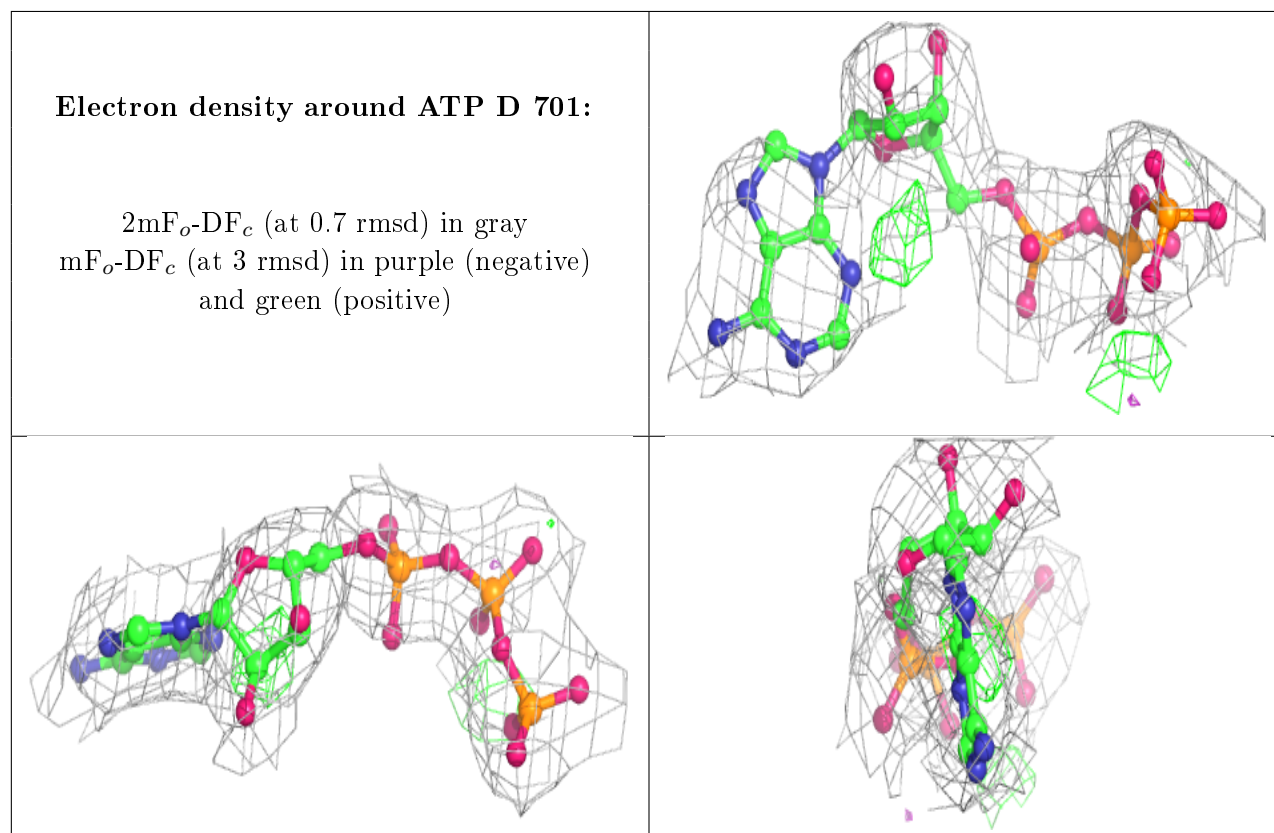 Electron density around ATP D 701:
2mFo-DFc (at 0.7 rmsd) in gray
mFo-DFc (at 3 rmsd) in purple (negative)
and green (positive)